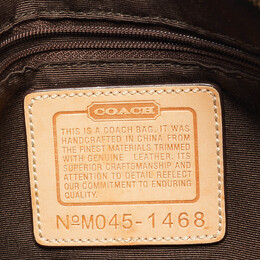 COACH
THIS IS A COACH BAG. IT WAS
HANDCRAFTED IN CHINA FROM
THE FINEST MATERIALS TRIMMED
WITH GENUINE LEATHER, ITS
SUPERIOR CRAFTSMANSHIP AND
ATTENTION TO DETAIL REFLECT
OUR COMMITMENT TO ENDURING
QUALITY.
NºM045-1468